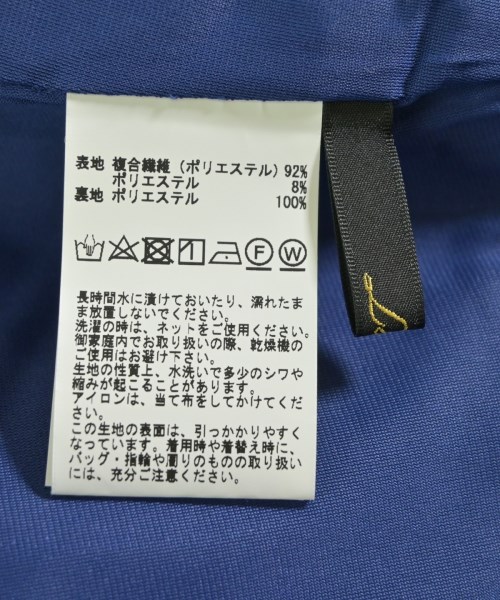 表地 複合繊維(ポリエステル)92%
ポリエステル 8%
裏地 ポリエステル 100%
F W
長時間水に漬けておいたり、濡れたま
ま放置しないでください。
洗濯の時は、ネットをご使用ください。
御家庭内でお取り扱いの際、乾燥機の
ご使用はお避け下さい。
生地の性質上、水洗いで多少のシワや
縮みが起こることがあります。
アイロンは、当て布をしてかけてください。
この生地の表面は、引っかかりやすく
なっています。着用時や着替え時に、
バッグ・指輪や周りのものの取り扱い
には、充分ご注意ください。